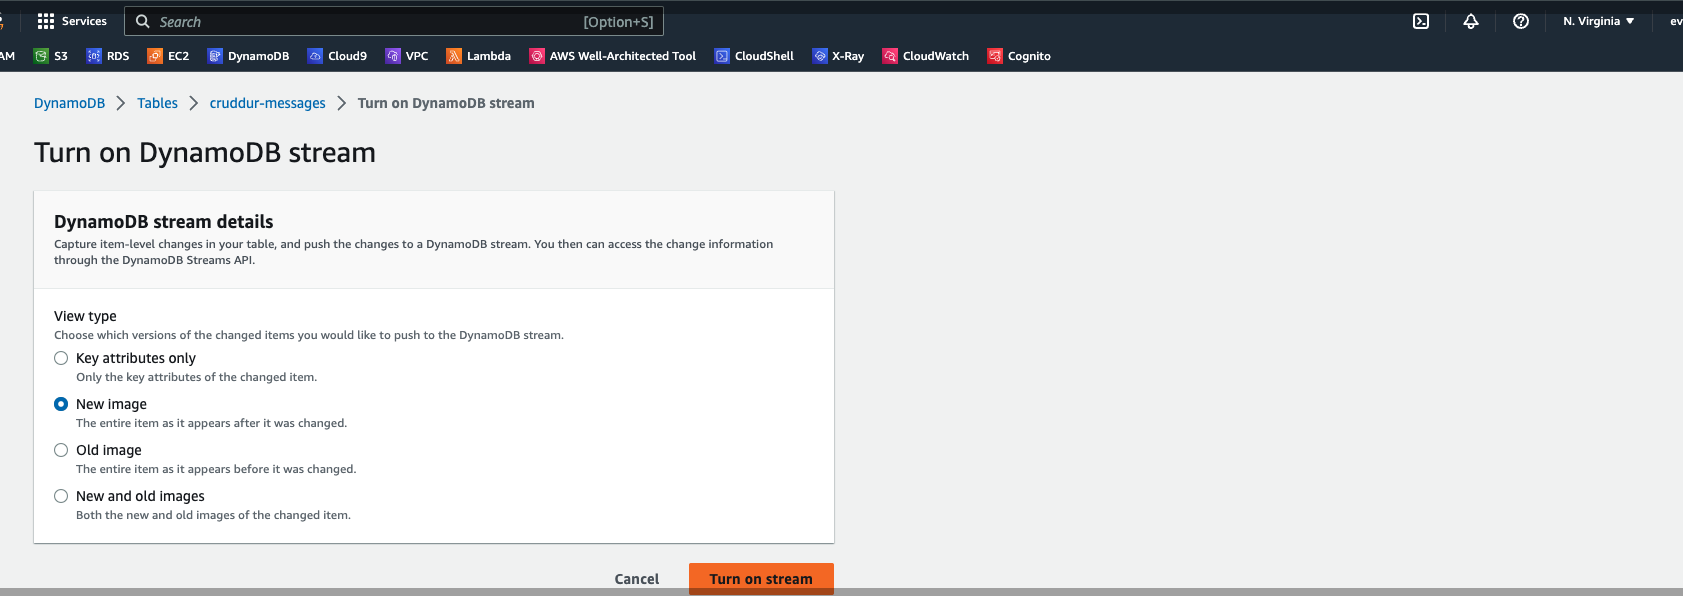 Services Search [Option+S] N. Virginia
S3 RDS EC2 DynamoDB Cloud9 VPC Lambda AWS Well-Architected Tool CloudShell X-Ray CloudWatch Cognito
DynamoDB Tables cruddur-messages Turn on DynamoDB stream
Turn on DynamoDB stream
DynamoDB stream details
Capture item-level changes in your table, and push the changes to a DynamoDB stream. You then can access the change information
through the DynamoDB Streams API.
View type
Choose which versions of the changed items you would like to push to the DynamoDB stream.
Key attributes only
Only the key attributes of the changed item.
New image
The entire item as it appears after it was changed.
Old image
The entire item as it appears before it was changed.
New and old images
Both the new and old images of the changed item.
Cancel Turn on stream